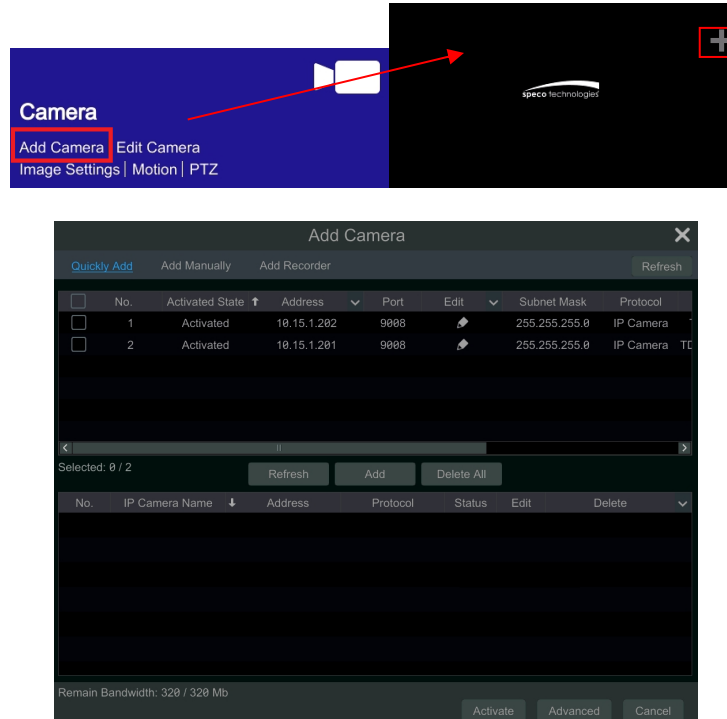 Camera
Add Camera Edit Camera
Image Settings | Motion | PTZ
speco technologies
Add Camera
Quickly Add Add Manually Add Recorder Refresh
No. Activated State Address Port Edit Subnet Mask Protocol
1 Activated 10.15.1.202 9008 255.255.255.0 IP Camera T
2 Activated 10.15.1.201 9008 255.255.255.0 IP Camera TD
Selected: 0 / 2 Refresh Add Delete All
No. IP Camera Name Address Protocol Status Edit Delete
Remain Bandwidth: 320 / 320 Mb
Activate Advanced Cancel